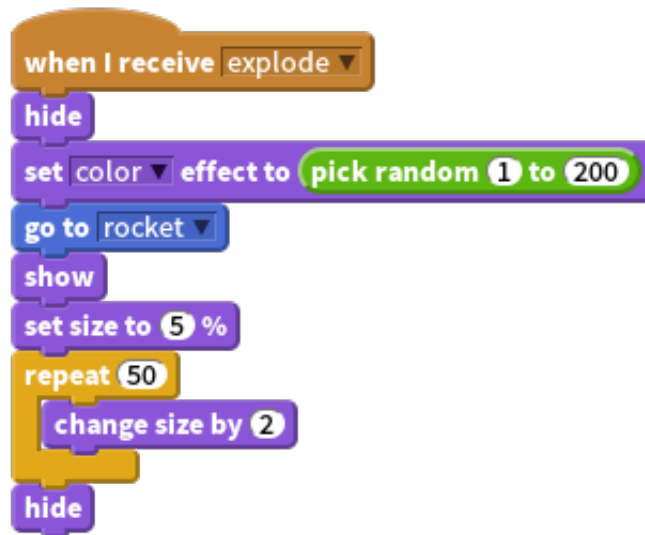 when I receive explode
hide
set color effect to pick random 1 to 200
go to rocket
show
set size to 5 %
repeat 50
change size by 2
hide